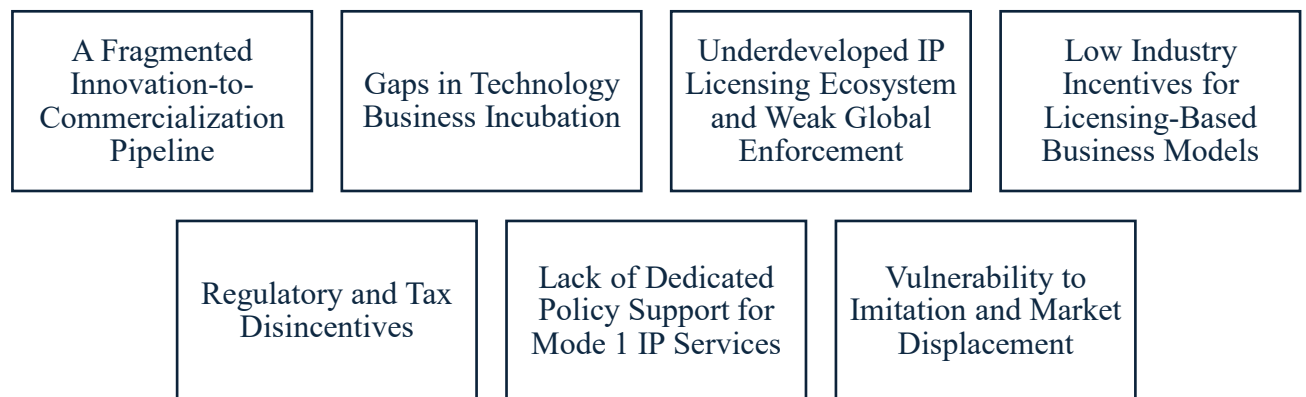 A Fragmented
Innovation-to-
Commercialization
Pipeline
Gaps in Technology
Business Incubation
Underdeveloped IP
Licensing Ecosystem
and Weak Global
Enforcement
Low Industry
Incentives for
Licensing-Based
Business Models
Regulatory and Tax
Disincentives
Lack of Dedicated
Policy Support for
Mode 1 IP Services
Vulnerability to
Imitation and Market
Displacement